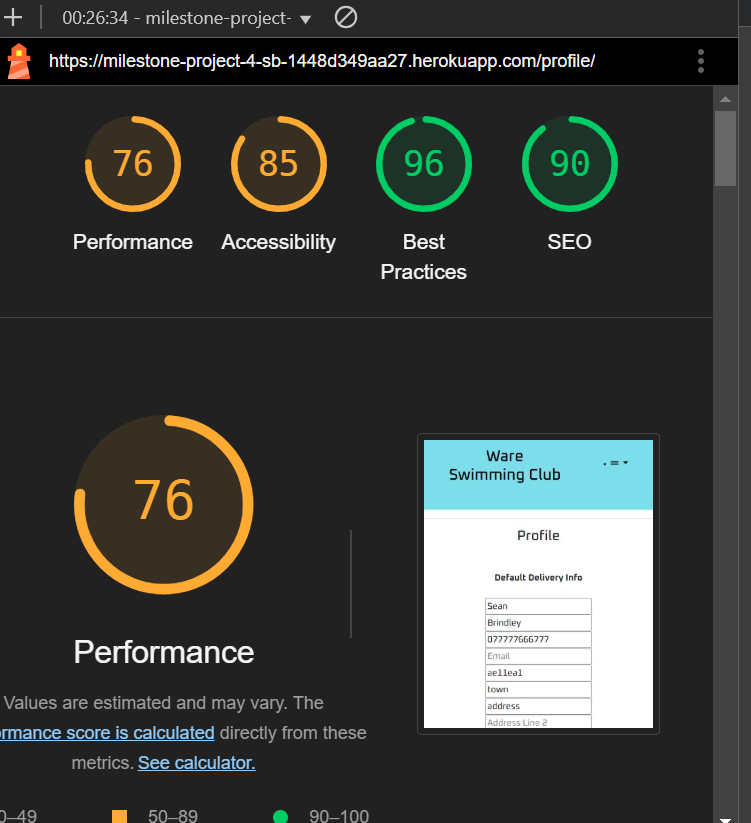 00:26:34 - milestone-project-
https://milestone-project-4-sb-1448d349aa27.herokuapp.com/profile/
76
85
96
90
Performance
Accessibility
Best
Practices
SEO
76
Performance
Values are estimated and may vary. The
ormance score is calculated directly from these
metrics. See calculator.
0–49
50–89
90–100
Ware
Swimming Club
Profile
Default Delivery Info
Sean
Brindley
077777666777
Email
ae11ea1
town
address
Address Line 2